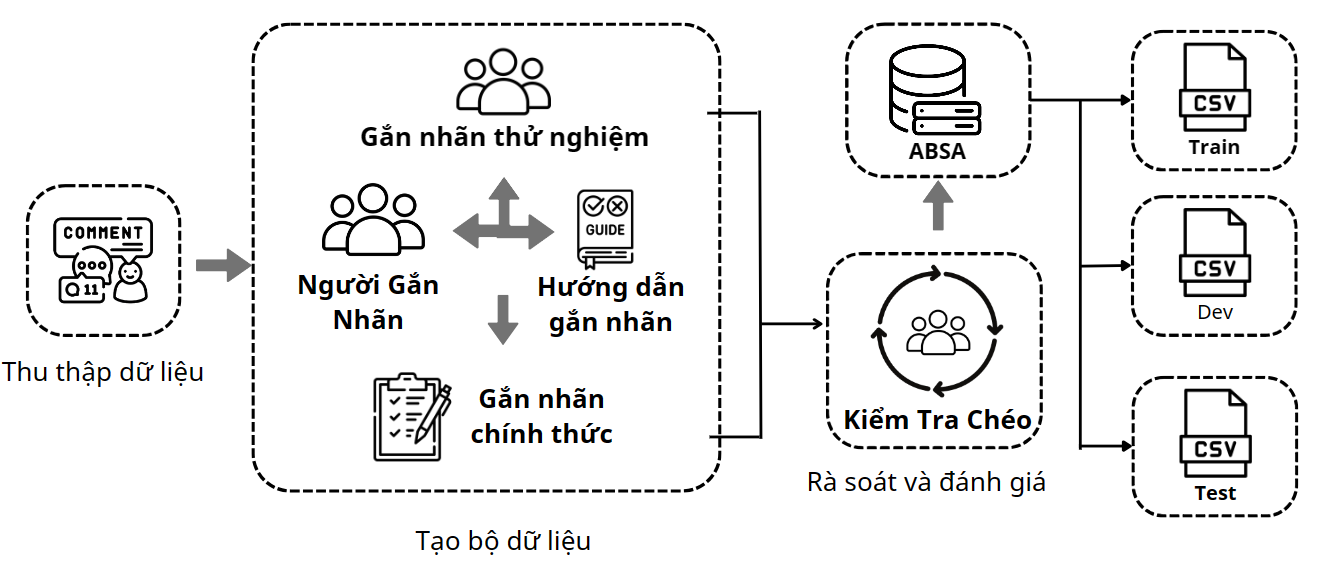 COMMENT
11
Thu thập dữ liệu
Gắn nhãn thử nghiệm
Người Gắn
Nhãn
GUIDE
Hướng dẫn
gắn nhãn
Gắn nhãn
chính thức
Tạo bộ dữ liệu
Kiểm Tra Chéo
Rà soát và đánh giá
ABSA
CSV
Train
CSV
Dev
CSV
Test